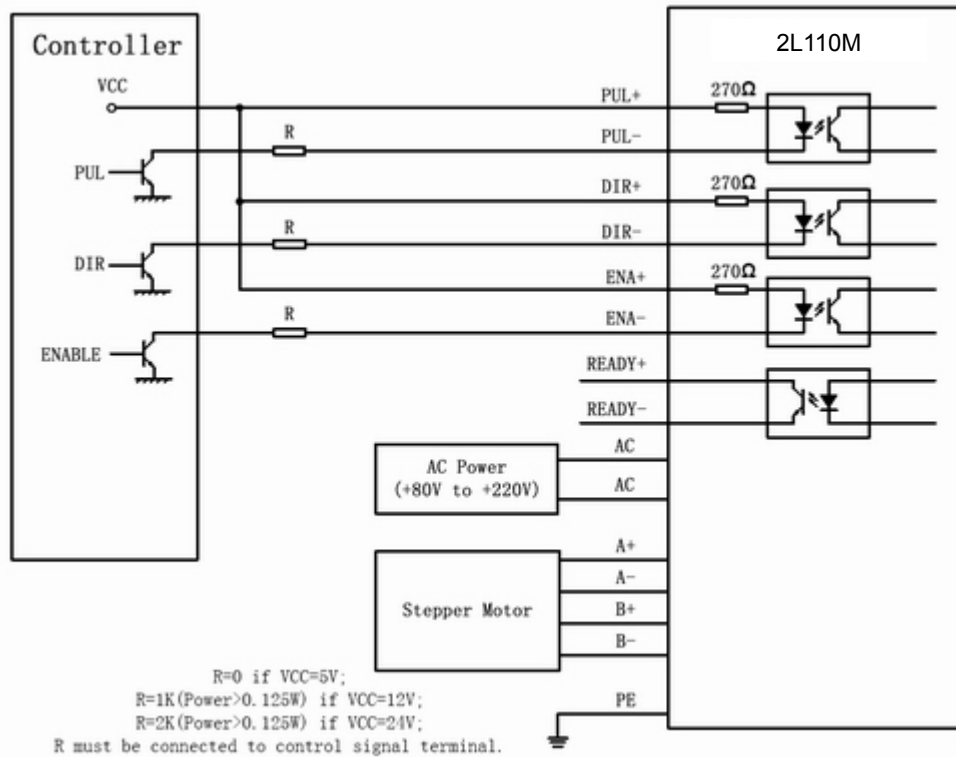 Controller
2L110M
VCC
PUL+
270Ω
R
PUL-
PUL
DIR+
270Ω
R
DIR-
DIR
ENA+
270Ω
R
ENA-
ENABLE
READY+
READY-
AC
AC Power
(+80V to +220V)
AC
A+
A-
Stepper Motor
B+
B-
R=0 if VCC=5V;
R=1K(Power>0.125W) if VCC=12V;
PE
R=2K(Power>0.125W) if VCC=24V;
R must be connected to control signal terminal.